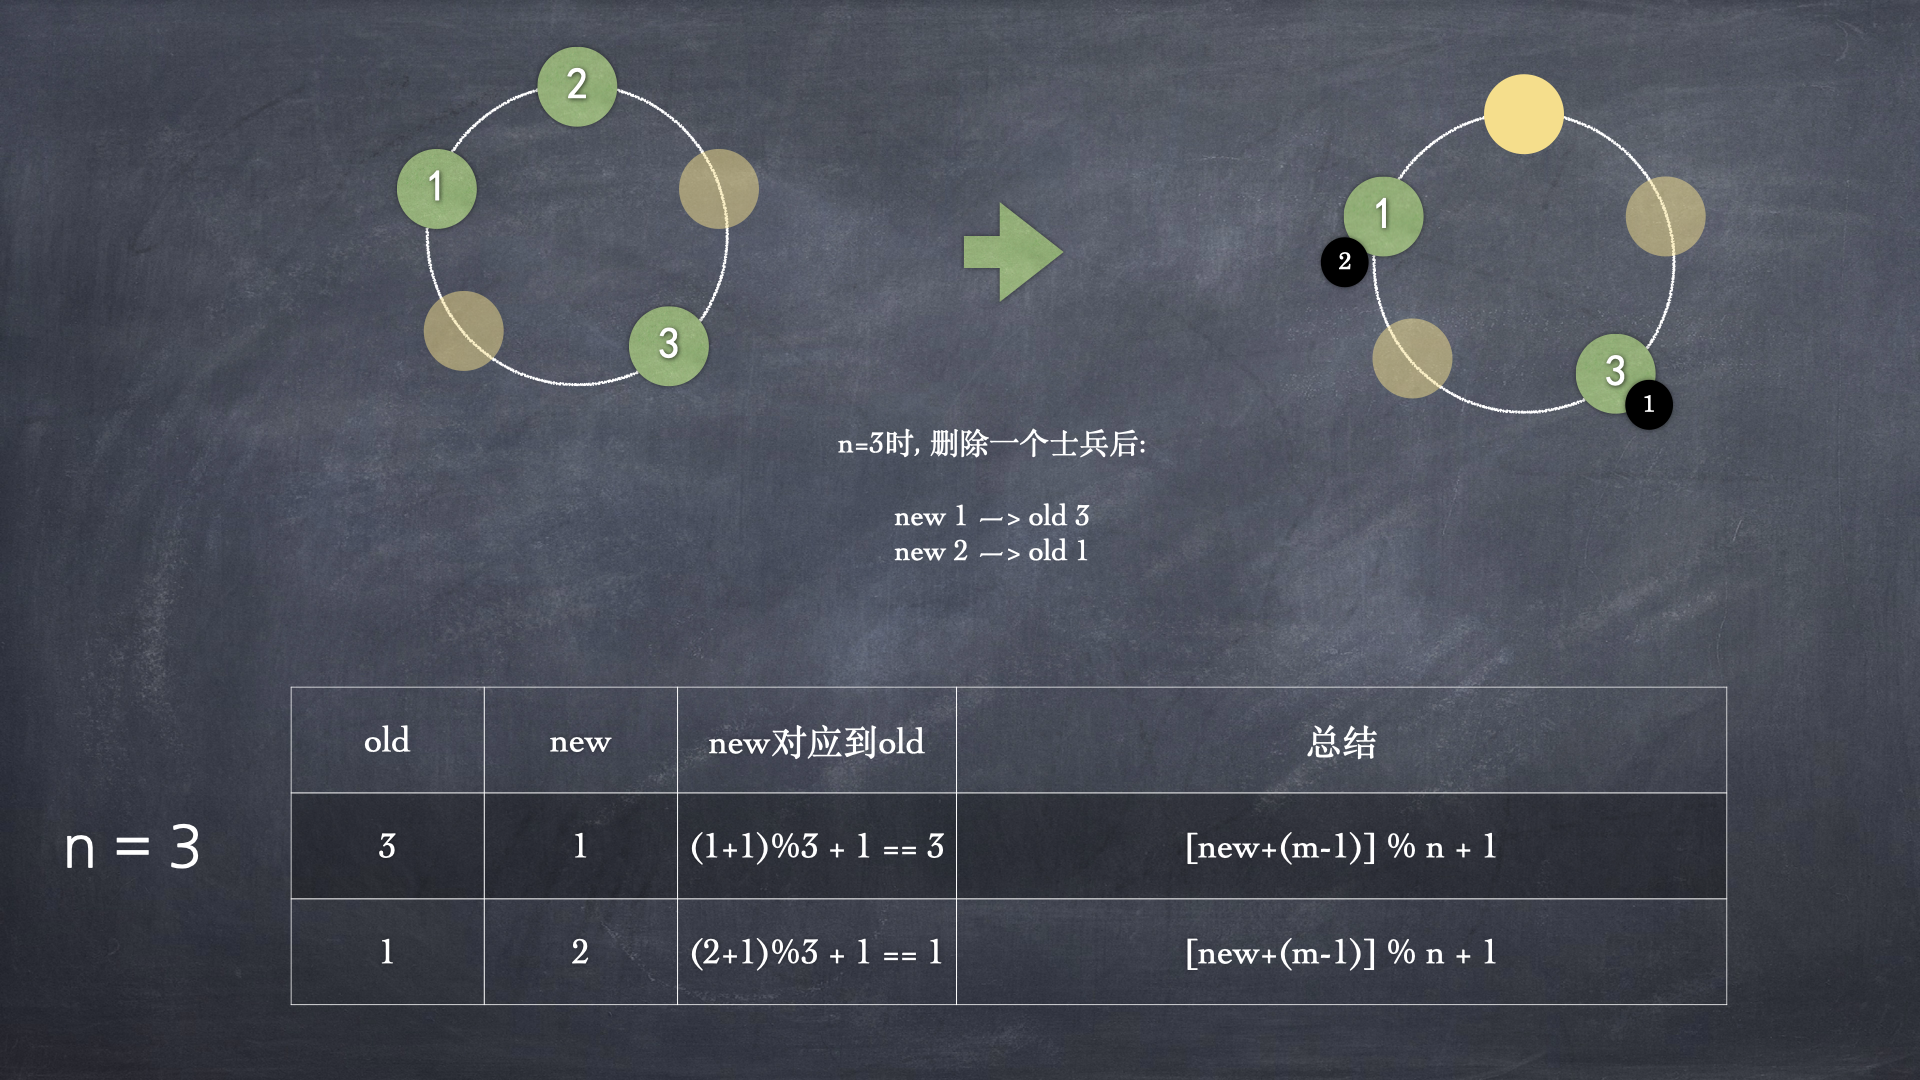 2
1
3
1
2
3
1
n=3时, 删除一个士兵后:
new 1 —> old 3
new 2 —> old 1
old new new对应到old 总结
n = 3
3 1 (1+1)%3 + 1 == 3 [new+(m-1)] % n + 1
1 2 (2+1)%3 + 1 == 1 [new+(m-1)] % n + 1